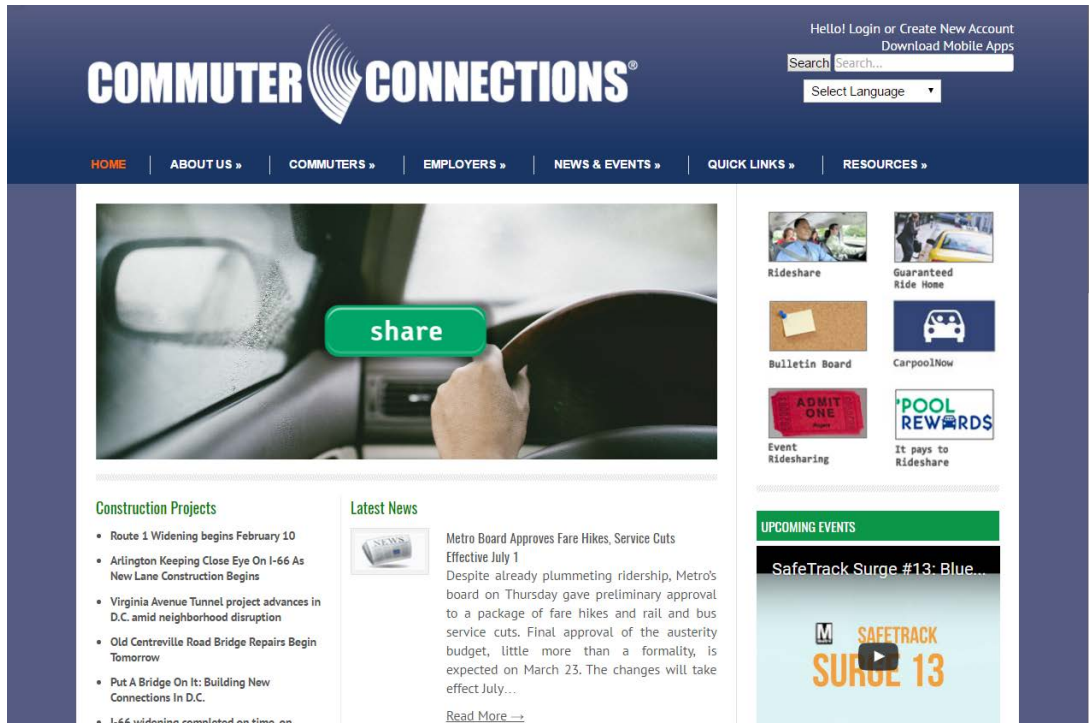 Hello! Login or Create New Account
Download Mobile Apps
Search Search...
Select Language
COMMUTER CONNECTIONS®
HOME
ABOUT US »
COMMUTERS »
EMPLOYERS »
NEWS & EVENTS »
QUICK LINKS »
RESOURCES »
share
Rideshare
Guaranteed
Ride Home
Bulletin Board
CarpoolNow
ADMIT
ONE
Event
Ridesharing
'POOL
REWARDS
It pays to
Rideshare
Construction Projects
Route 1 Widening begins February 10
Arlington Keeping Close Eye On I-66 As
New Lane Construction Begins
Virginia Avenue Tunnel project advances in
D.C. amid neighborhood disruption
Old Centreville Road Bridge Repairs Begin
Tomorrow
Put A Bridge On It: Building New
Connections In D.C.
I-66 widening completed on time, on
Latest News
NEWS
Metro Board Approves Fare Hikes, Service Cuts
Effective July 1
Despite already plummeting ridership, Metro's
board on Thursday gave preliminary approval
to a package of fare hikes and rail and bus
service cuts. Final approval of the austerity
budget, little more than a formality, is
expected on March 23. The changes will take
effect July…
Read More →
UPCOMING EVENTS
SafeTrack Surge #13: Blue...
M
SAFETRACK
SURGE 13